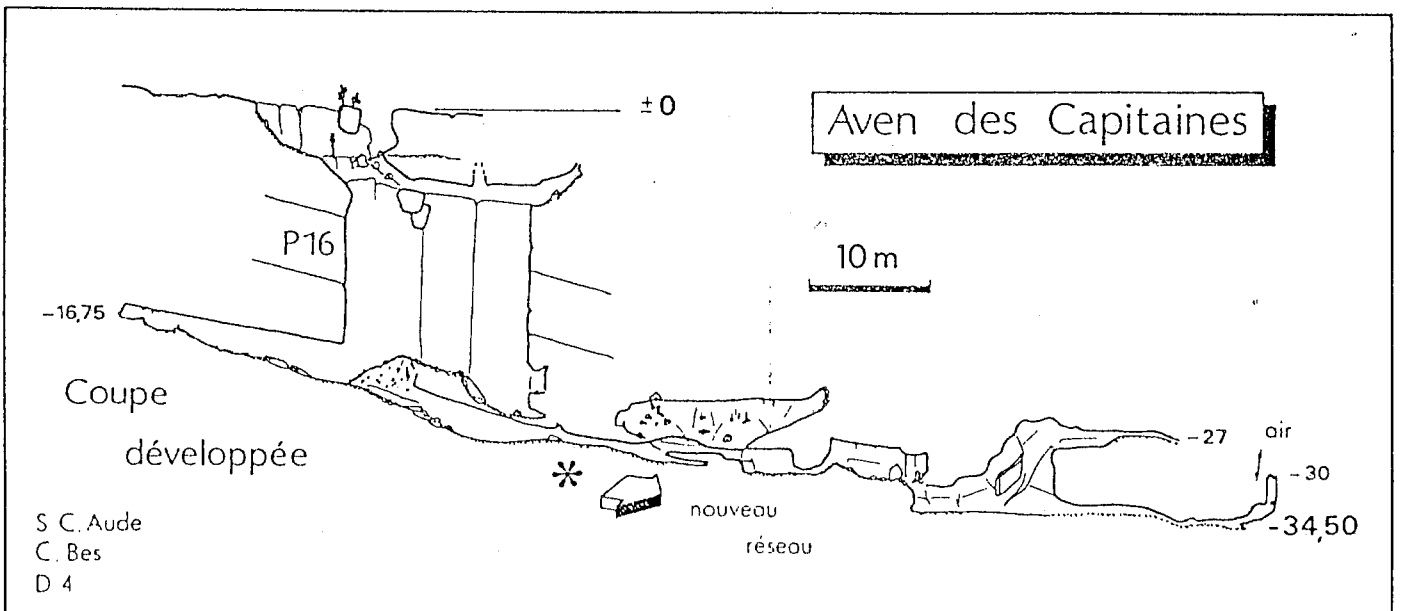 ±0
Aven des Capitaines
P16
10 m
-16,75
Coupe
développée
-27
air
-30
-34,50
nouveau
réseau
S C. Aude
C. Bes
D 4